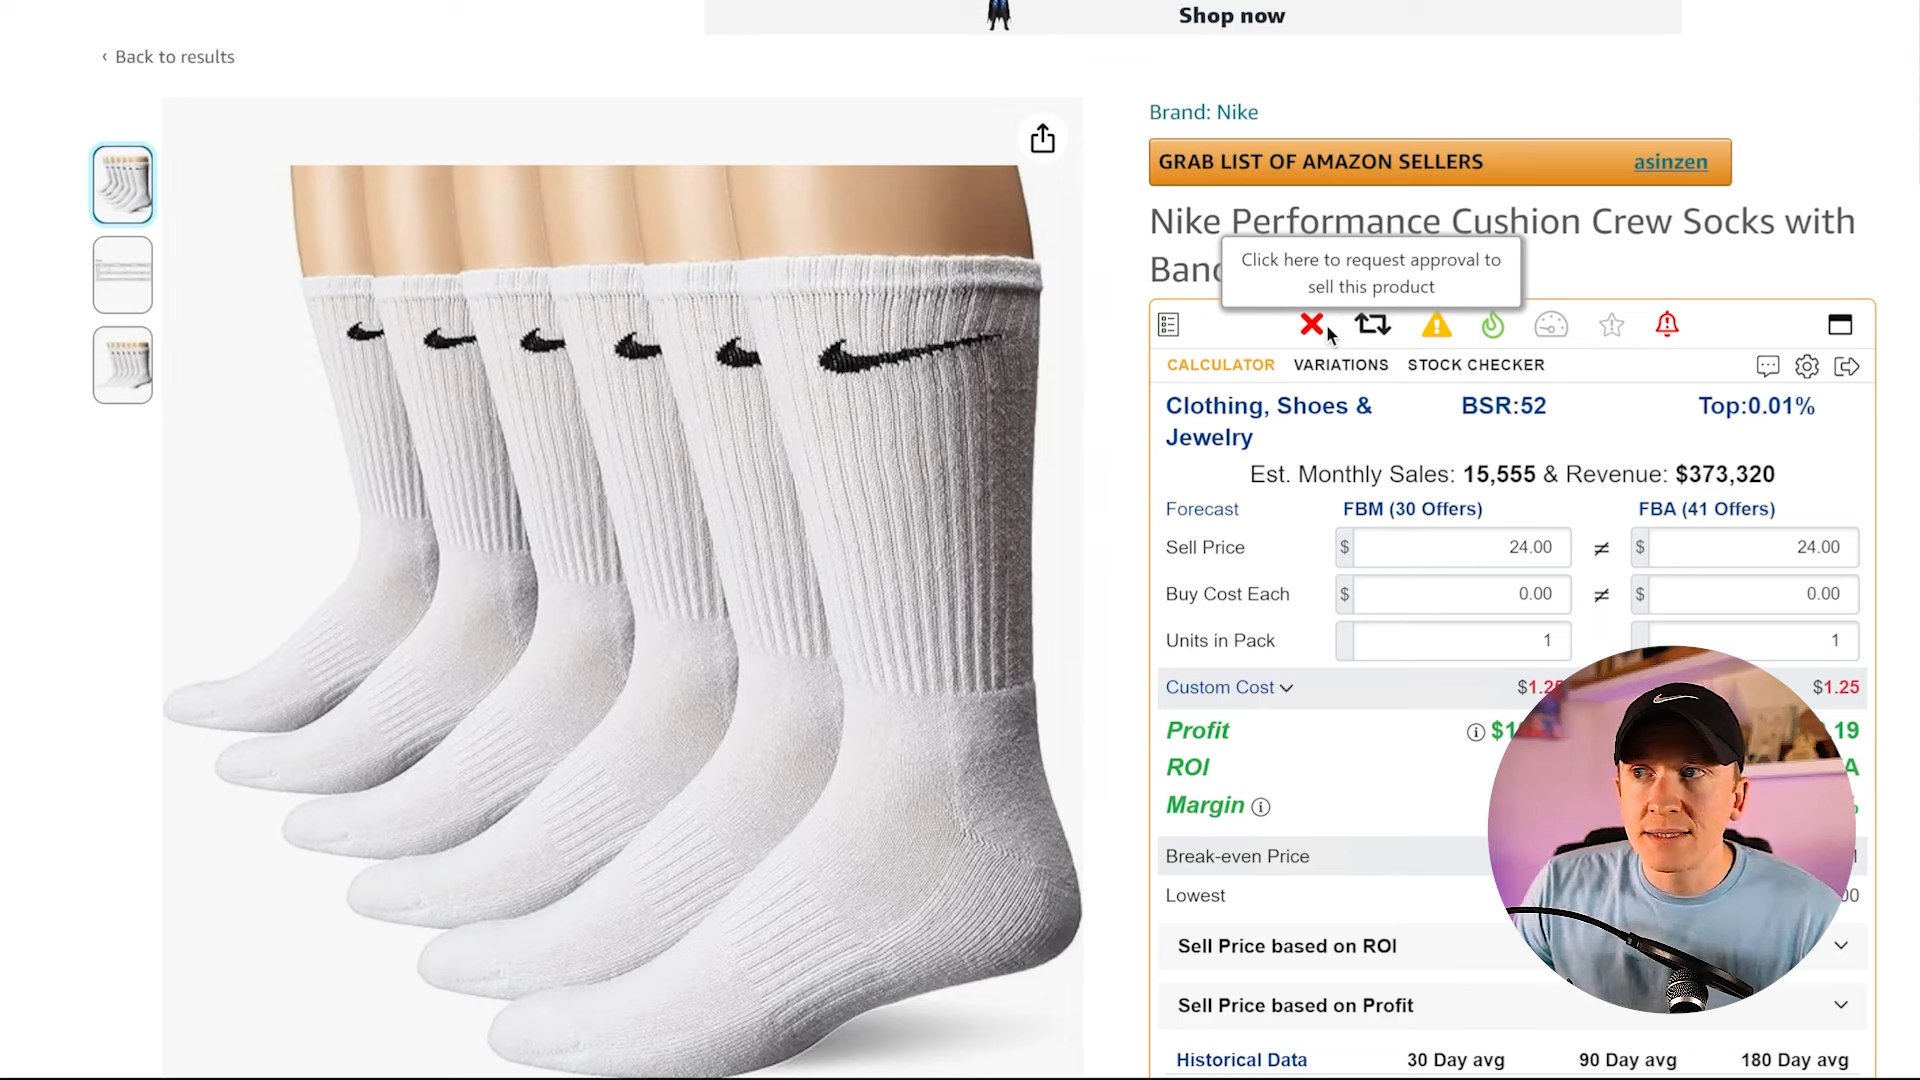 Shop now
‹ Back to results
Brand: Nike
GRAB LIST OF AMAZON SELLERS asinzen
Nike Performance Cushion Crew Socks with
Click here to request approval to
sell this product
CALCULATOR VARIATIONS STOCK CHECKER
Clothing, Shoes & BSR:52 Top:0.01%
Jewelry
Est. Monthly Sales: 15,555 & Revenue: $373,320
Forecast FBM (30 Offers) FBA (41 Offers)
Sell Price $ 24.00 ≠ $ 24.00
Buy Cost Each $ 0.00 ≠ $ 0.00
Units in Pack 1 1
Custom Cost $1.25
Profit
ROI
Margin
Break-even Price
Lowest
Sell Price based on ROI
Sell Price based on Profit
Historical Data 30 Day avg 90 Day avg 180 Day avg